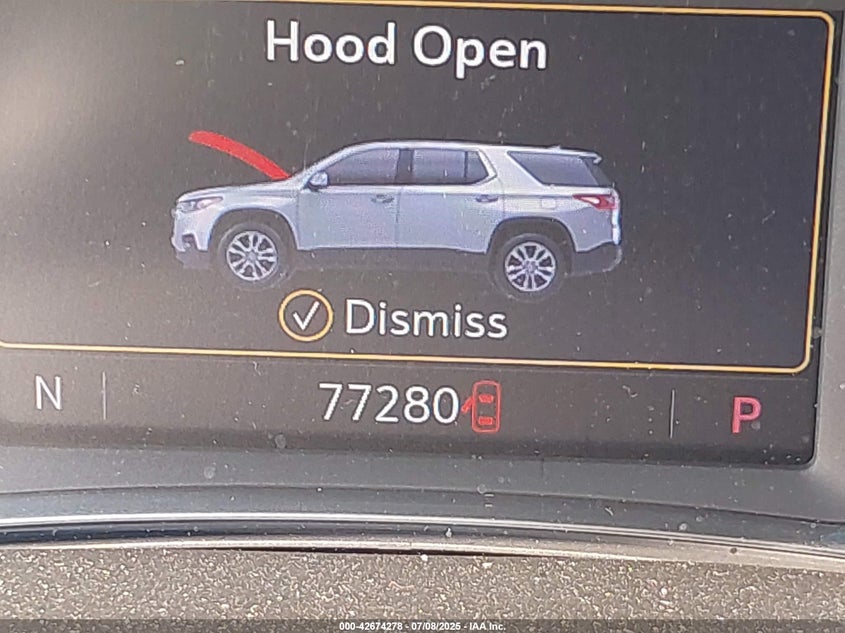 Hood Open
Dismiss
N 77280 P
000-42674278 - 07/08/2025 - IAA Inc.